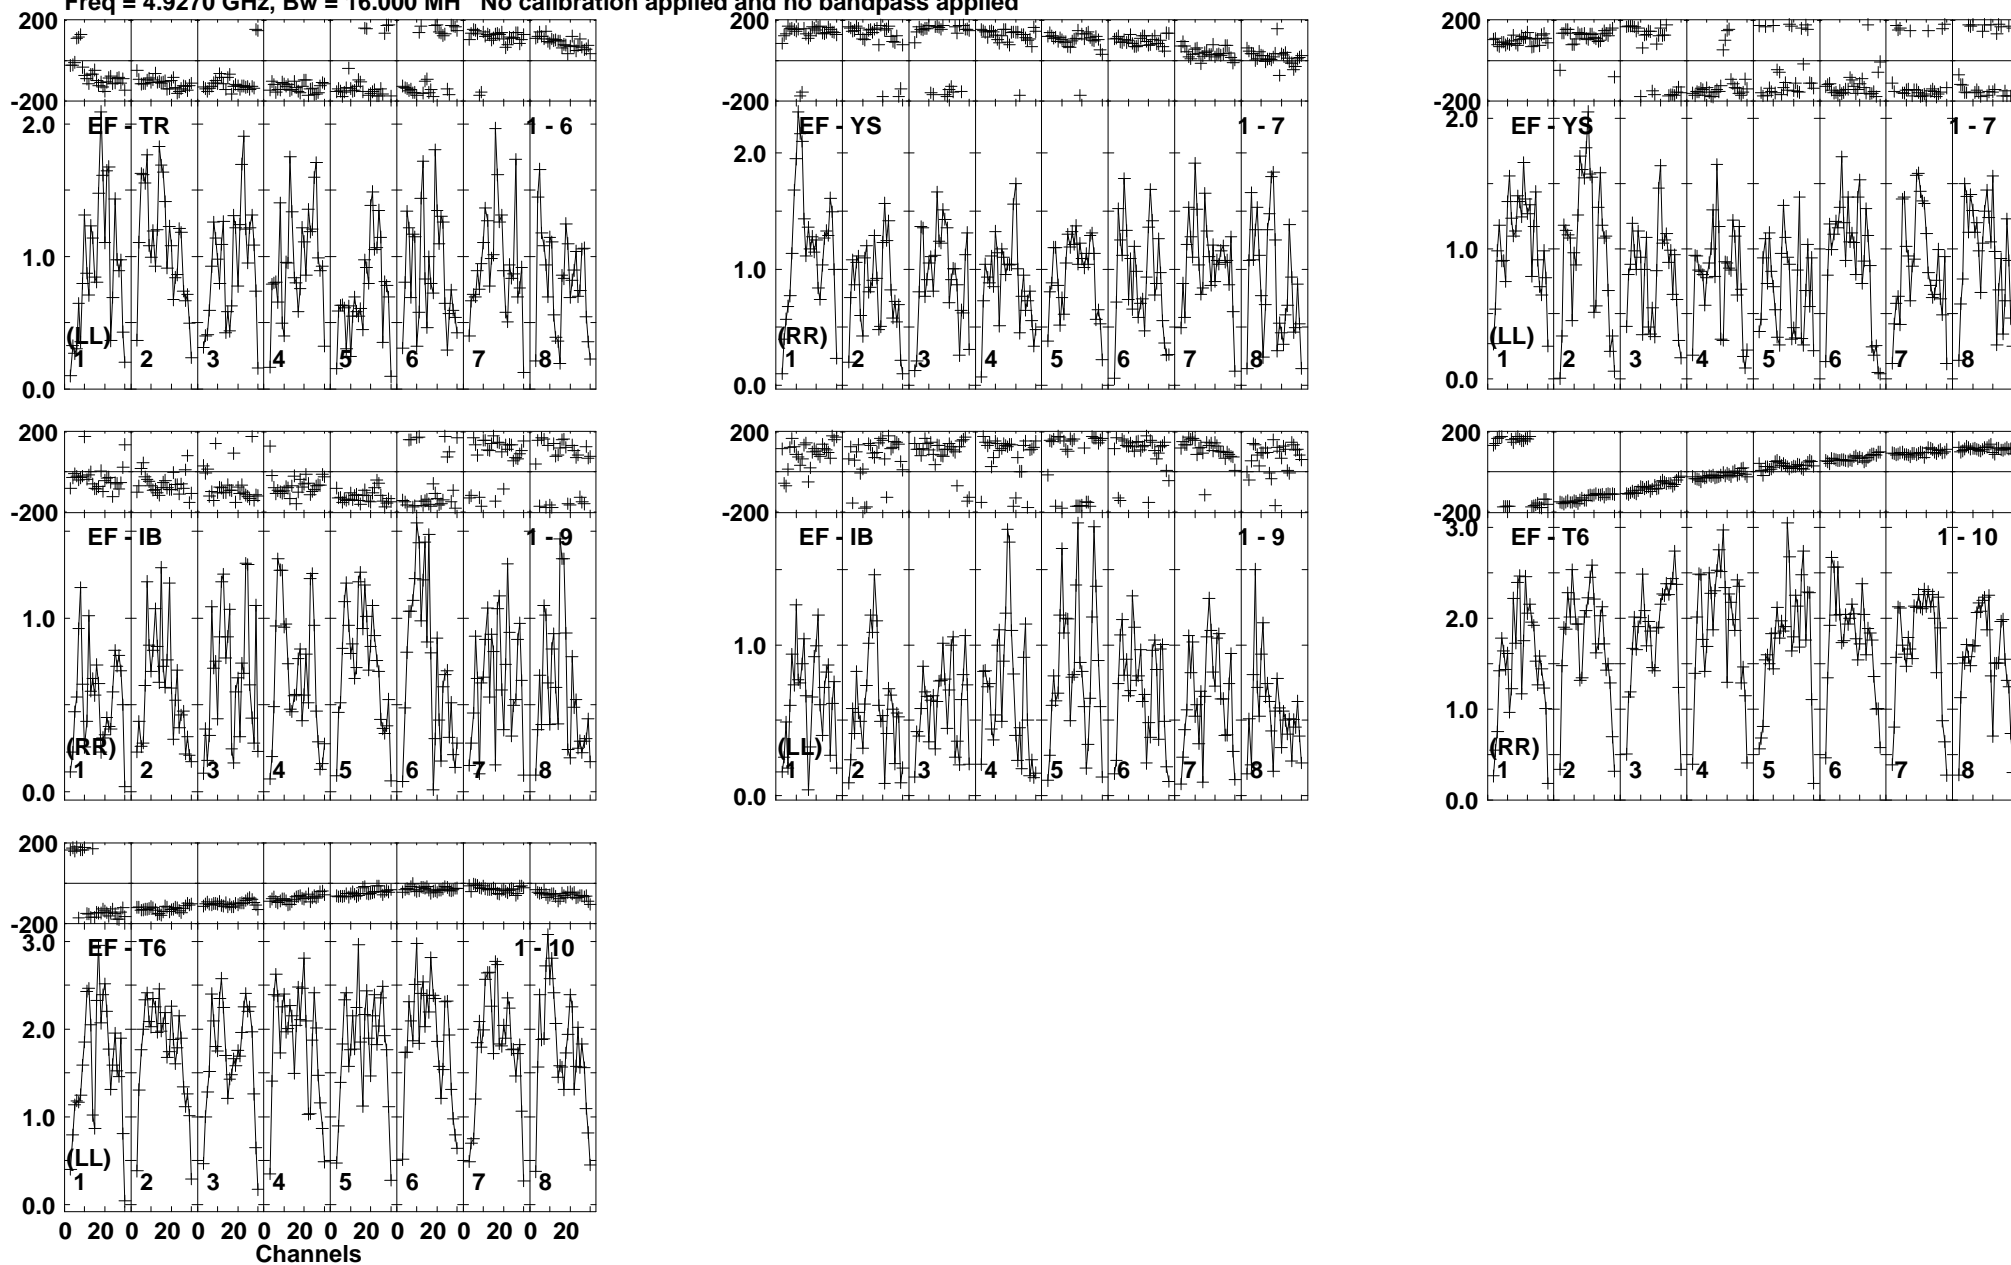 Freq = 4.9270 GHz, Bw = 16.000 MH No calibration applied and no bandpass applied
200 200 200
-200 -200 -200
EF - TR 1 - 6 EF - YS 1 - 7 EF - YS 1 - 7
2.0 2.0 2.0
1.0 1.0 1.0
(LL) (RR) (LL)
1 2 3 4 5 6 7 8 1 2 3 4 5 6 7 8 1 2 3 4 5 6 7 8
0.0 0.0 0.0
200 200 200
-200 -200 -200
EF - IB 1 - 9 EF - IB 1 - 9 3.0 EF - T6 1 - 10
2.0
1.0 1.0 1.0
(RR) (LL) (RR)
1 2 3 4 5 6 7 8 1 2 3 4 5 6 7 8 1 2 3 4 5 6 7 8
0.0 0.0 0.0
200
-200
3.0 EF - T6 1 - 10
2.0
1.0
(LL)
1 2 3 4 5 6 7 8
0.0
0 20 0 20 0 20 0 20 0 20 0 20 0 20 0 20
Channels